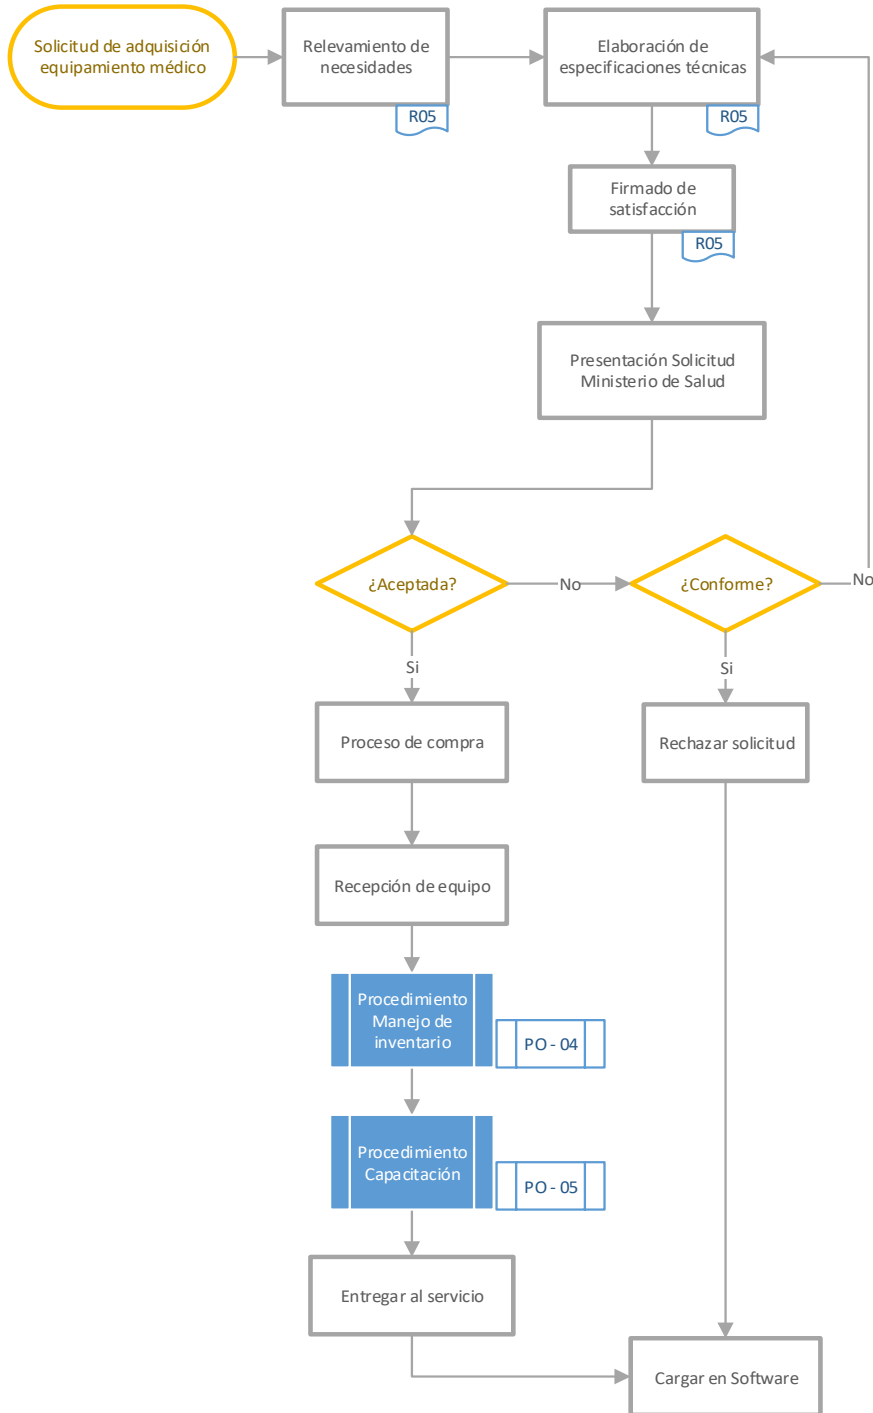 Solicitud de adquisición
equipamiento médico
Relevamiento de
necesidades
R05
Elaboración de
especificaciones técnicas
R05
Firmado de
satisfacción
R05
Presentación Solicitud
Ministerio de Salud
¿Aceptada?
No
¿Conforme?
No
Si
Si
Proceso de compra
Rechazar solicitud
Recepción de equipo
Procedimiento
Manejo de
inventario
PO - 04
Procedimiento
Capacitación
PO - 05
Entregar al servicio
Cargar en Software